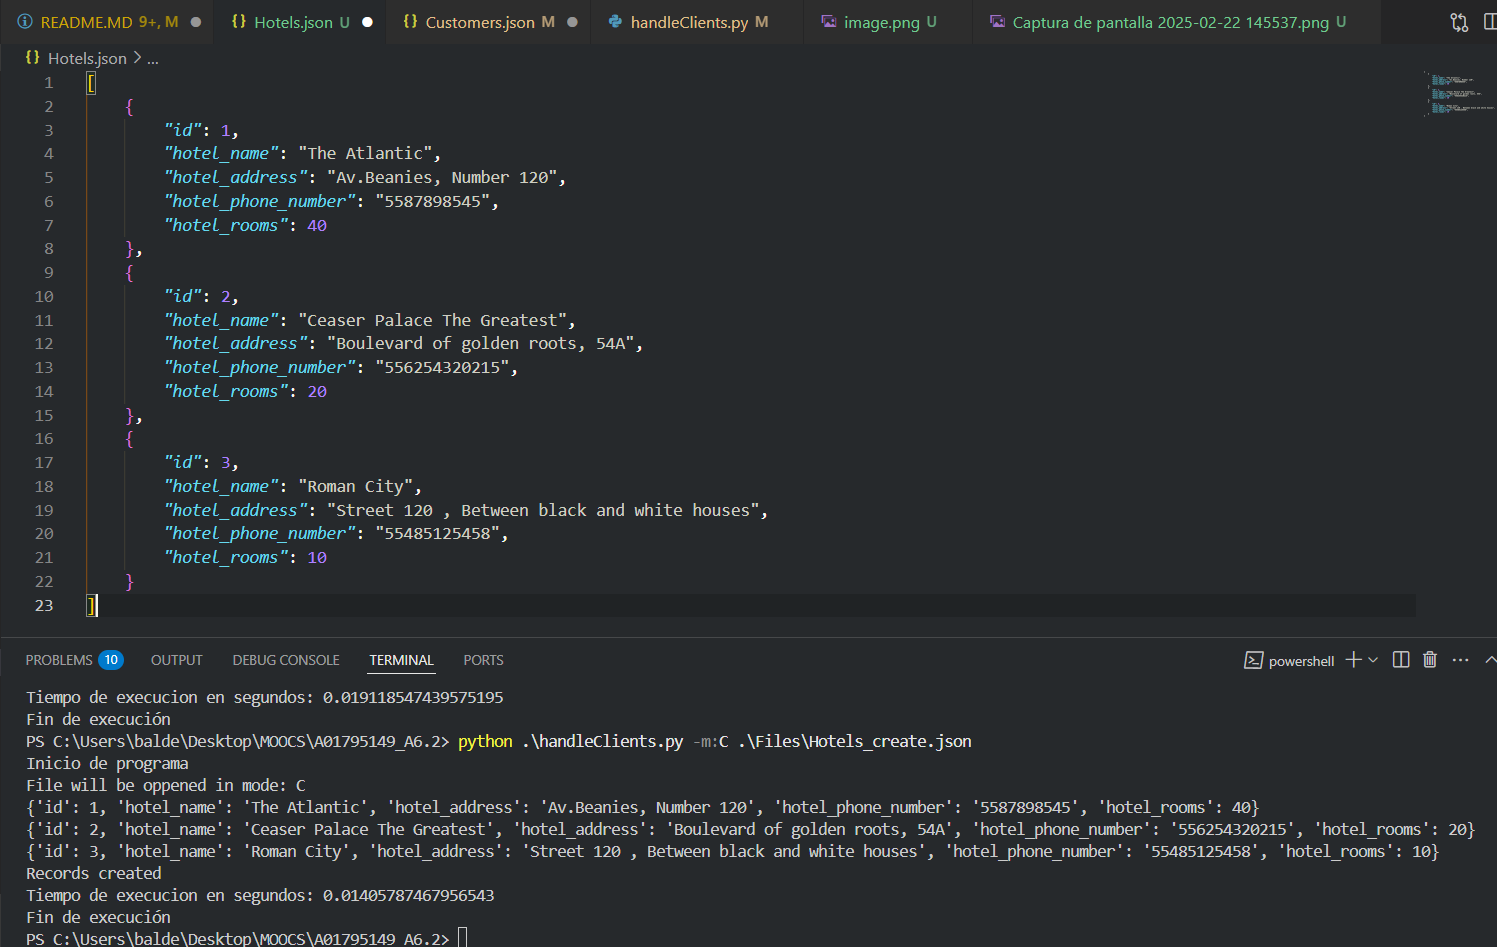 README.MD 9+, M
Hotels.json U
Customers.json M
handleClients.py M
image.png U
Captura de pantalla 2025-02-22 145537.png U
Hotels.json > ...
1 [
2 {
3 "id": 1,
4 "hotel_name": "The Atlantic",
5 "hotel_address": "Av.Beanies, Number 120",
6 "hotel_phone_number": "5587898545",
7 "hotel_rooms": 40
8 },
9 {
10 "id": 2,
11 "hotel_name": "Ceaser Palace The Greatest",
12 "hotel_address": "Boulevard of golden roots, 54A",
13 "hotel_phone_number": "556254320215",
14 "hotel_rooms": 20
15 },
16 {
17 "id": 3,
18 "hotel_name": "Roman City",
19 "hotel_address": "Street 120 , Between black and white houses",
20 "hotel_phone_number": "55485125458",
21 "hotel_rooms": 10
22 }
23 ]
PROBLEMS 10 OUTPUT DEBUG CONSOLE TERMINAL PORTS
powershell
Tiempo de execucion en segundos: 0.019118547439575195
Fin de execución
PS C:\Users\balde\Desktop\MOOCS\A01795149_A6.2> python .\handleClients.py -m:C .\Files\Hotels_create.json
Inicio de programa
File will be oppened in mode: C
{'id': 1, 'hotel_name': 'The Atlantic', 'hotel_address': 'Av.Beanies, Number 120', 'hotel_phone_number': '5587898545', 'hotel_rooms': 40}
{'id': 2, 'hotel_name': 'Ceaser Palace The Greatest', 'hotel_address': 'Boulevard of golden roots, 54A', 'hotel_phone_number': '556254320215', 'hotel_rooms': 20}
{'id': 3, 'hotel_name': 'Roman City', 'hotel_address': 'Street 120 , Between black and white houses', 'hotel_phone_number': '55485125458', 'hotel_rooms': 10}
Records created
Tiempo de execucion en segundos: 0.01405787467956543
Fin de execución
PS C:\Users\balde\Desktop\MOOCS\A01795149_A6.2>